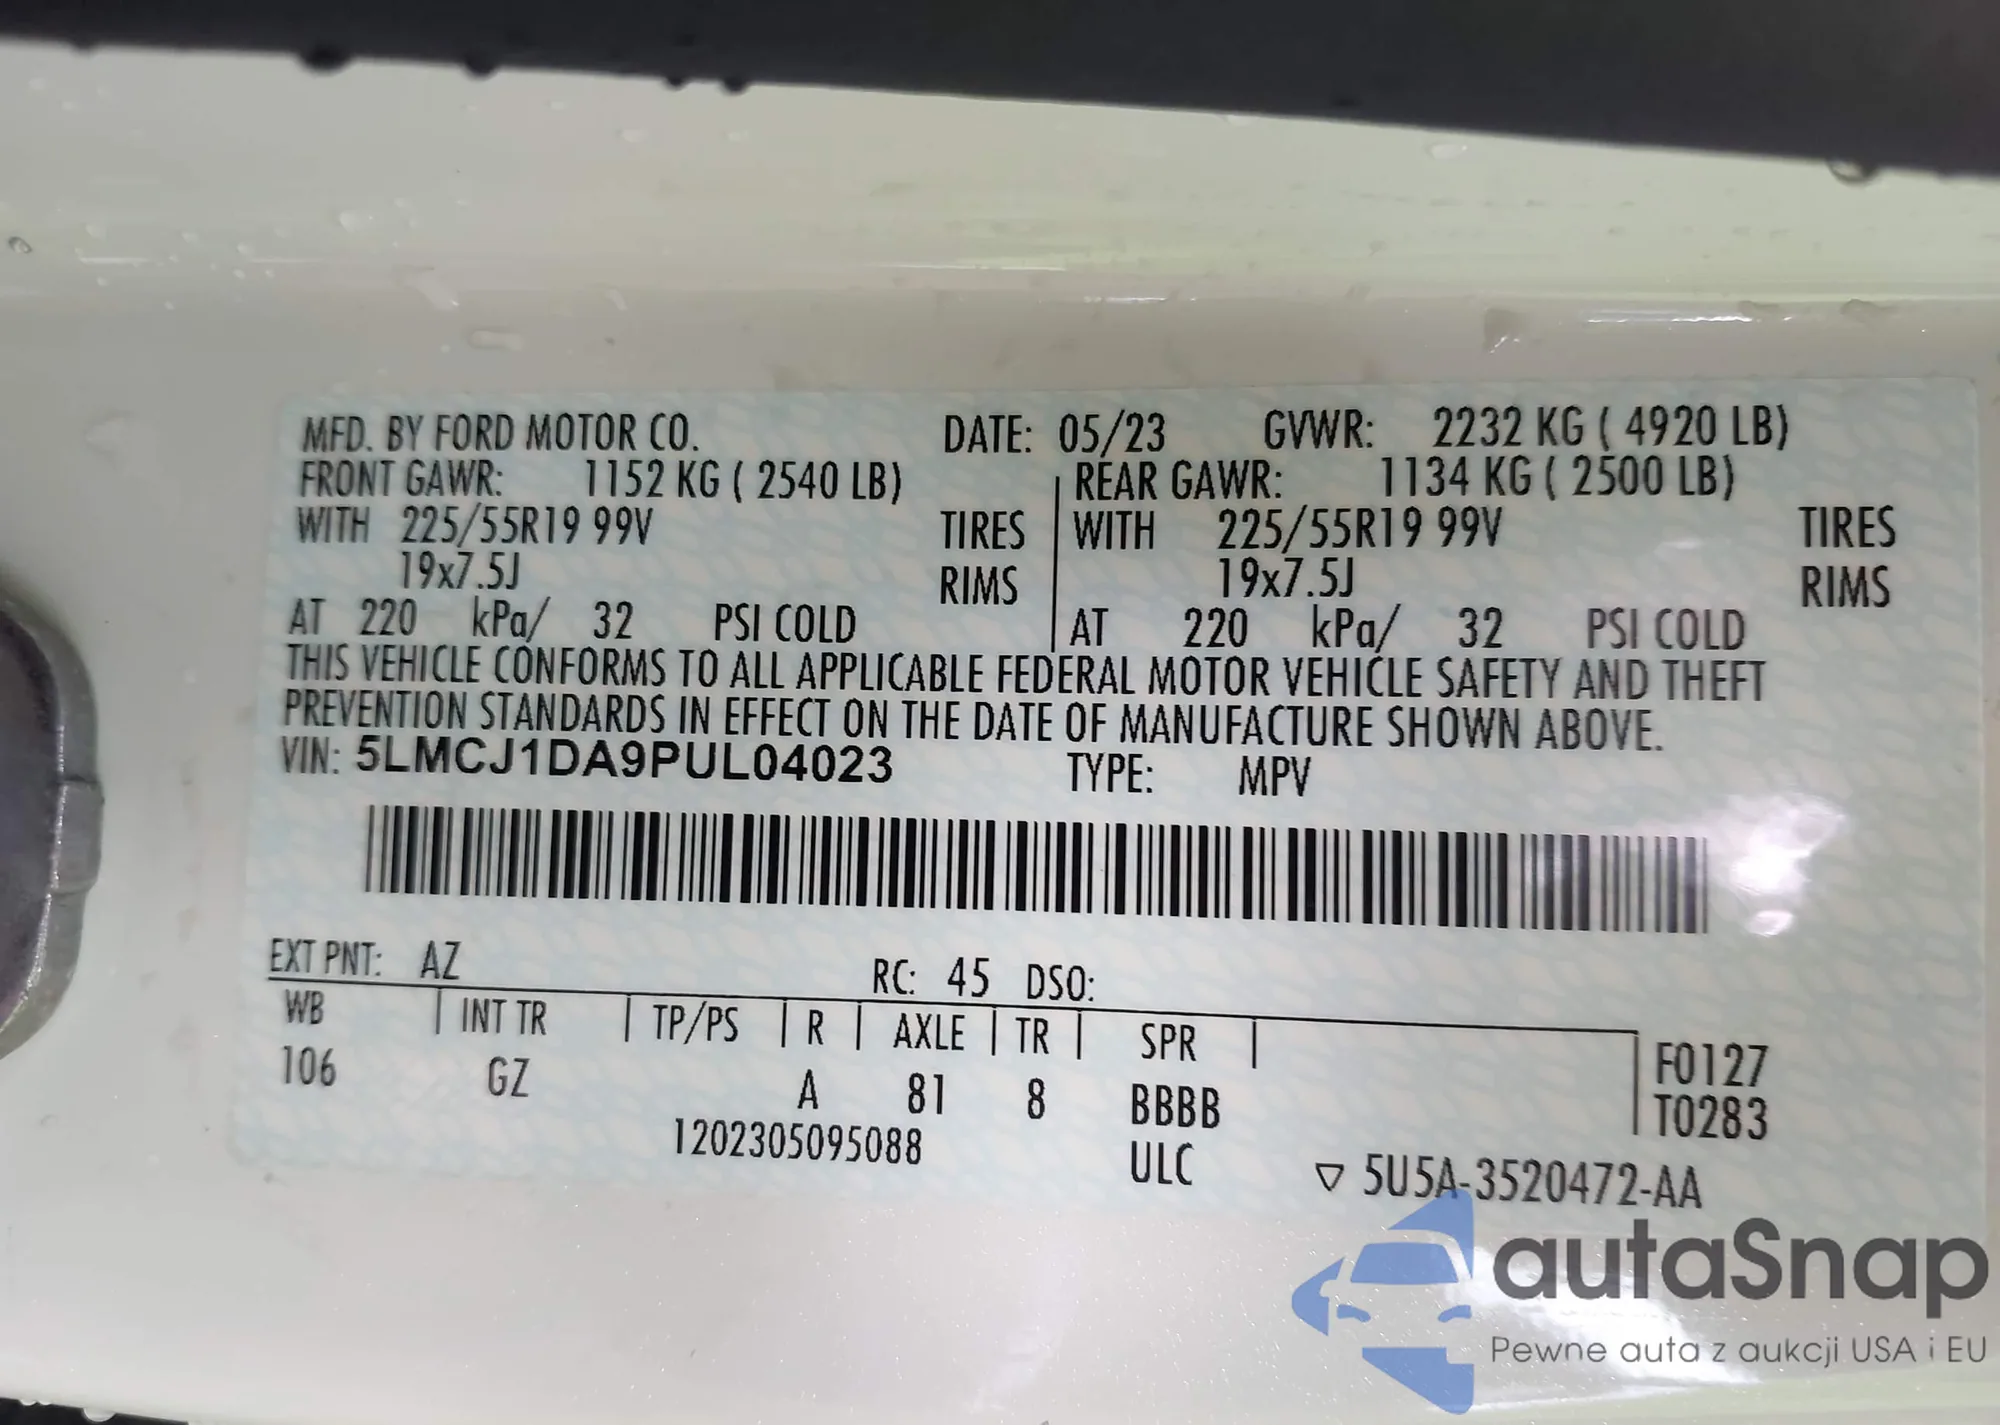 MFD. BY FORD MOTOR CO. DATE: 05/23 GVWR: 2232 KG ( 4920 LB)
FRONT GAWR: 1152 KG ( 2540 LB) REAR GAWR: 1134 KG ( 2500 LB)
WITH 225/55R19 99V TIRES WITH 225/55R19 99V TIRES
19x7.5J RIMS 19x7.5J RIMS
AT 220 kPa/ 32 PSI COLD AT 220 kPa/ 32 PSI COLD
THIS VEHICLE CONFORMS TO ALL APPLICABLE FEDERAL MOTOR VEHICLE SAFETY AND THEFT
PREVENTION STANDARDS IN EFFECT ON THE DATE OF MANUFACTURE SHOWN ABOVE.
VIN: 5LMCJ1DA9PUL04023 TYPE: MPV
EXT PNT: AZ RC: 45 DSO:
WB INT TR TP/PS R AXLE TR SPR F0127
106 GZ A 81 8 BBBB T0283
1202305095088 ULC ▽ 5U5A-3520472-AA
autaSnap
Pewne auta z aukcji USA i EU